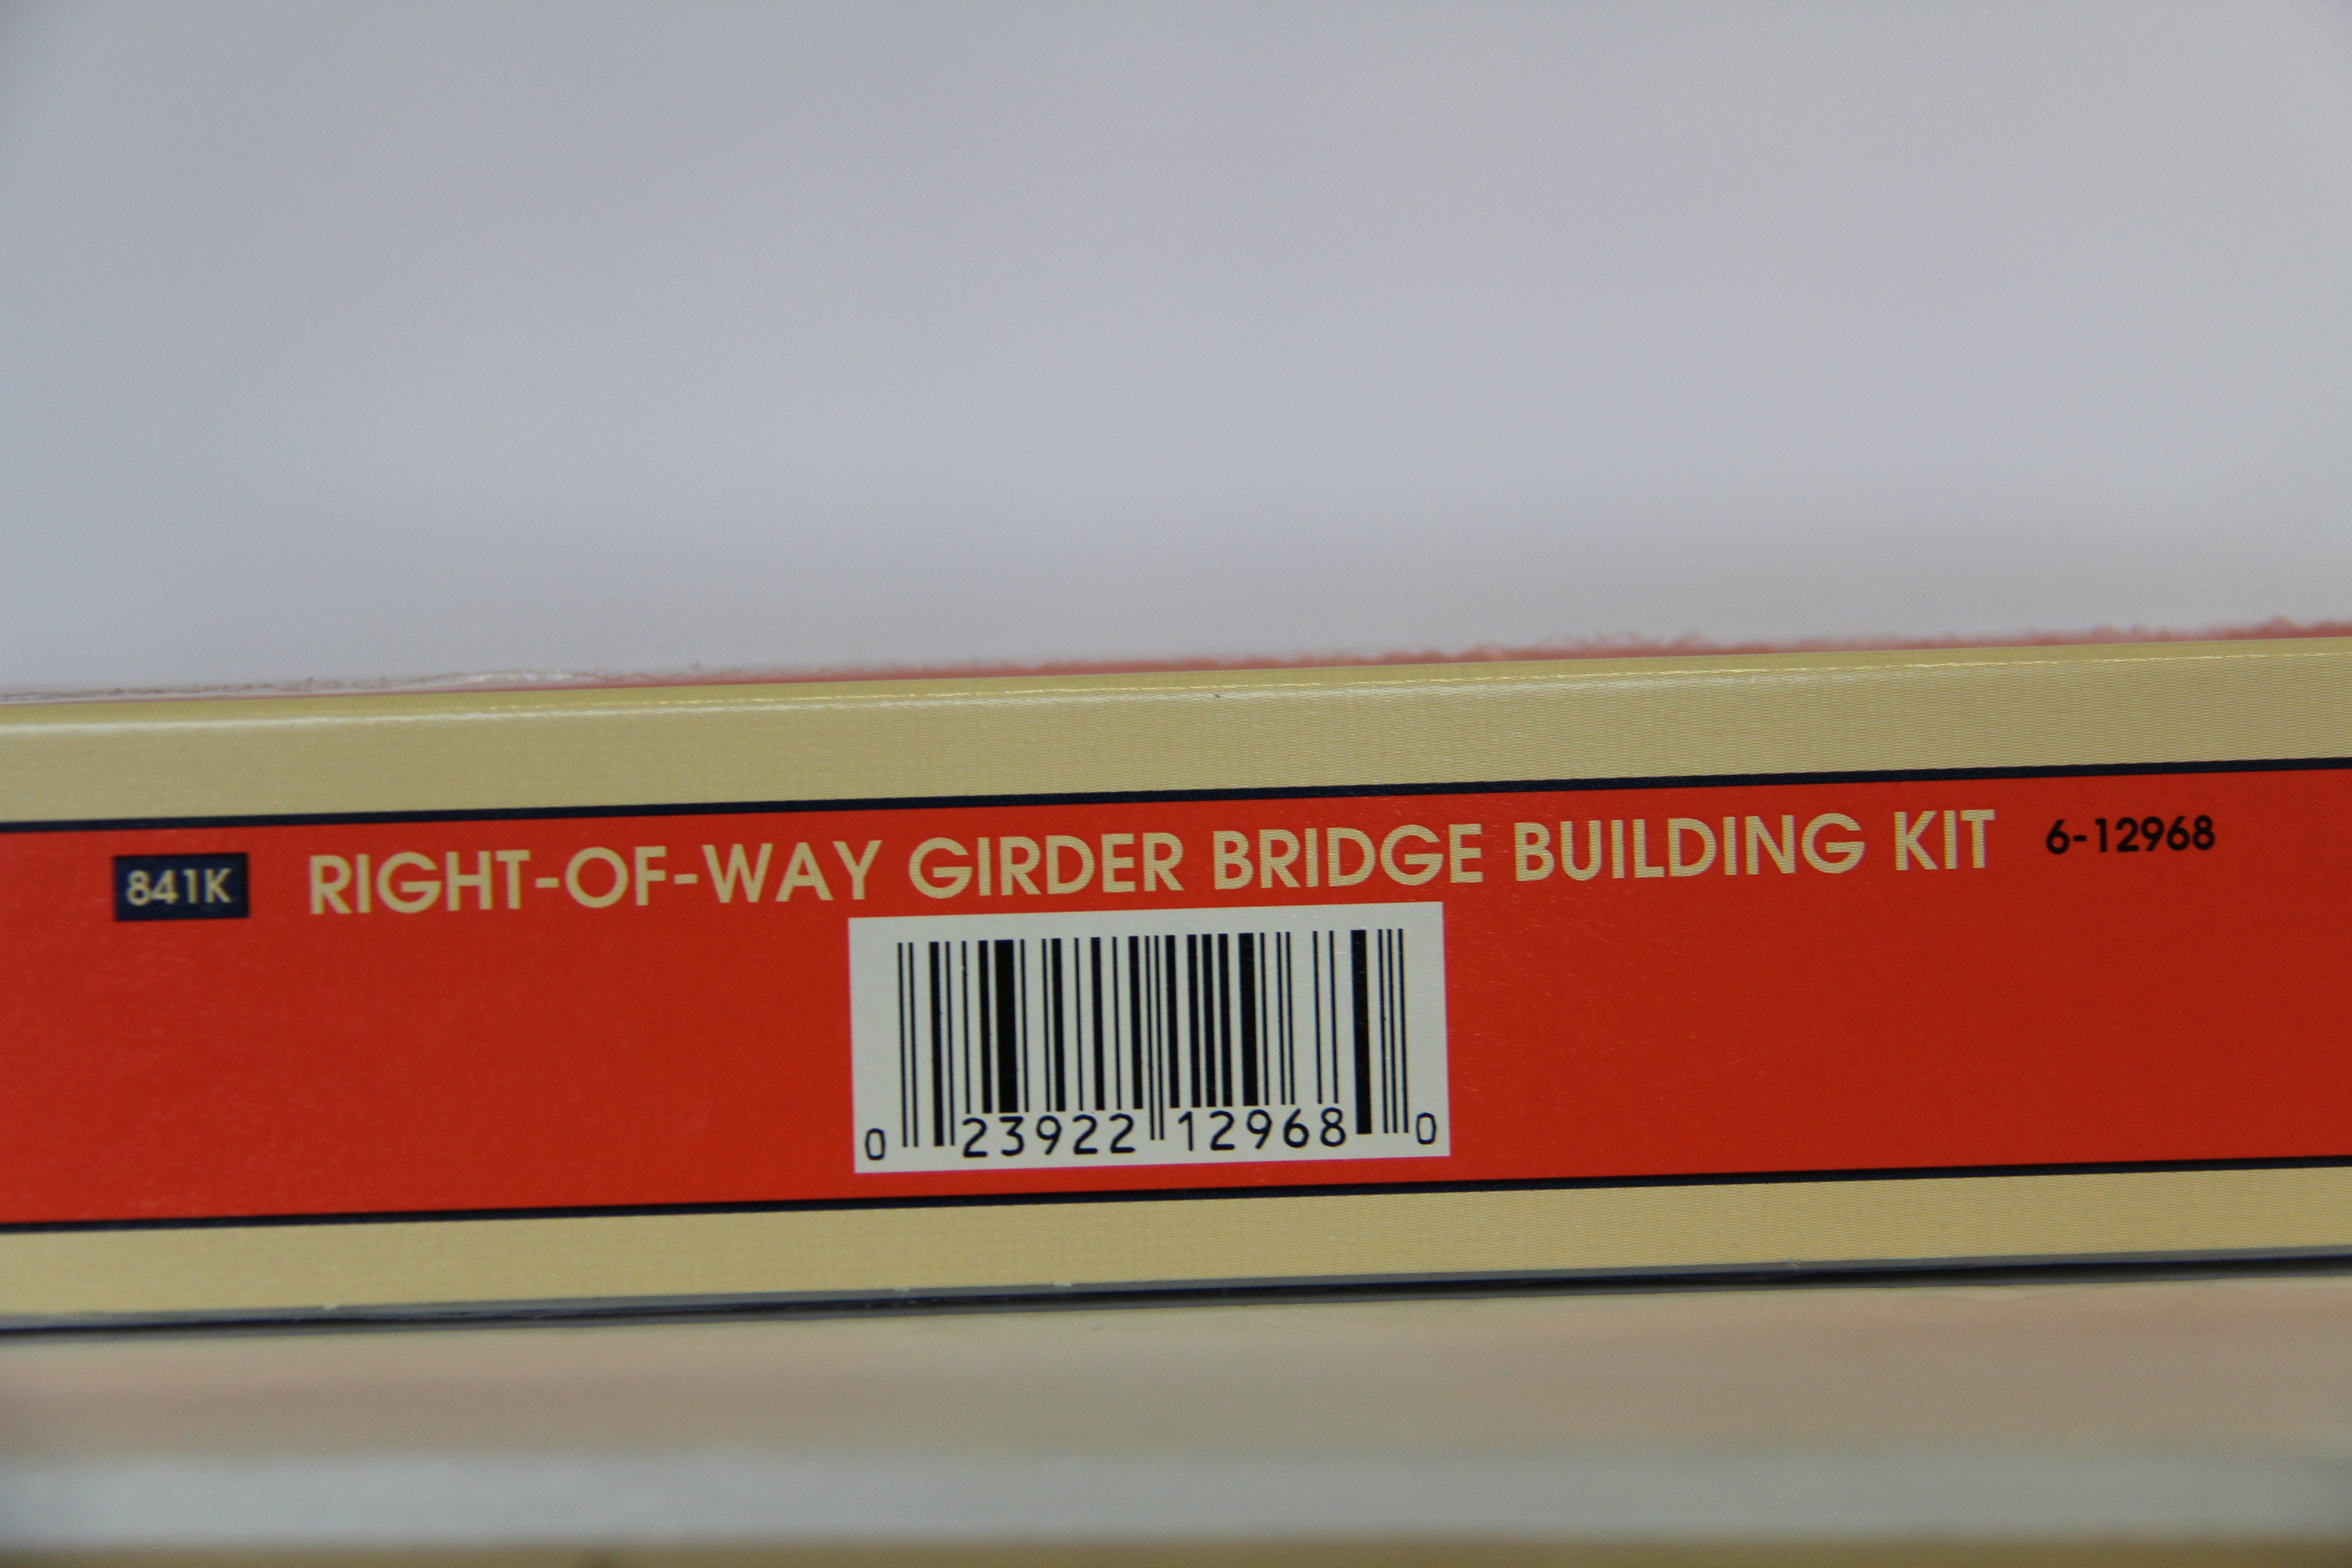 841K RIGHT-OF-WAY GIRDER BRIDGE BUILDING KIT 6-12968
0 23922 12968 0